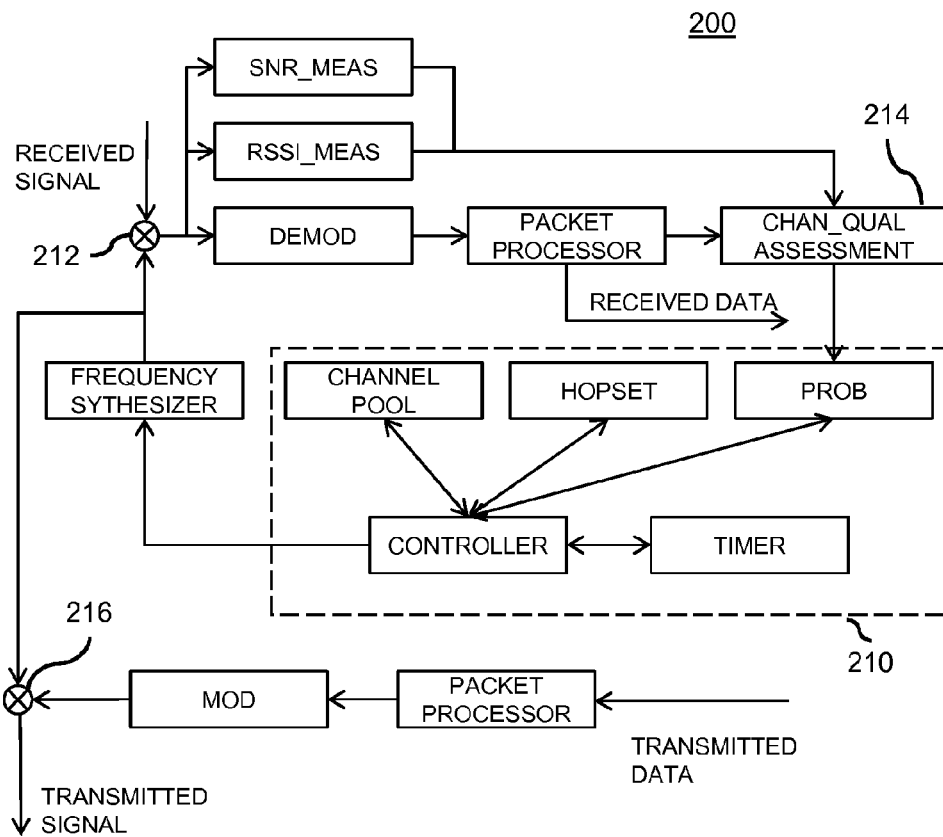 200
SNR_MEAS
214
RECEIVED
SIGNAL
RSSI_MEAS
212
DEMOD
PACKET
PROCESSOR
CHAN_QUAL
ASSESSMENT
RECEIVED DATA
FREQUENCY
SYTHESIZER
CHANNEL
POOL
HOPSET
PROB
CONTROLLER
TIMER
216
210
MOD
PACKET
PROCESSOR
TRANSMITTED
DATA
TRANSMITTED
SIGNAL